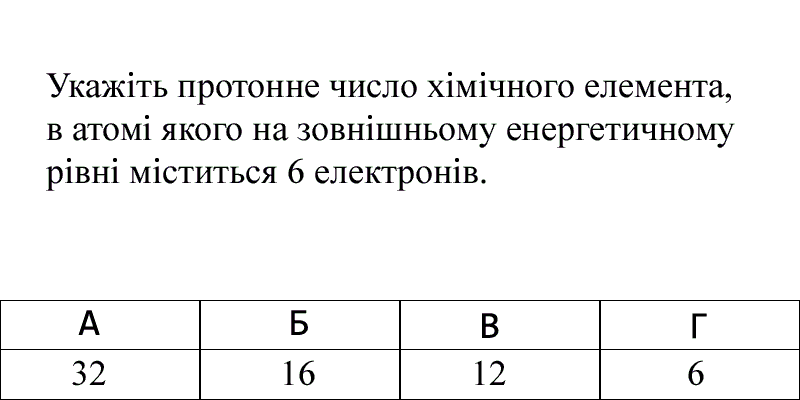 Укажіть протонне число хімічного елемента,
в атомі якого на зовнішньому енергетичному
рівні міститься 6 електронів.
А Б В Г
32 16 12 6